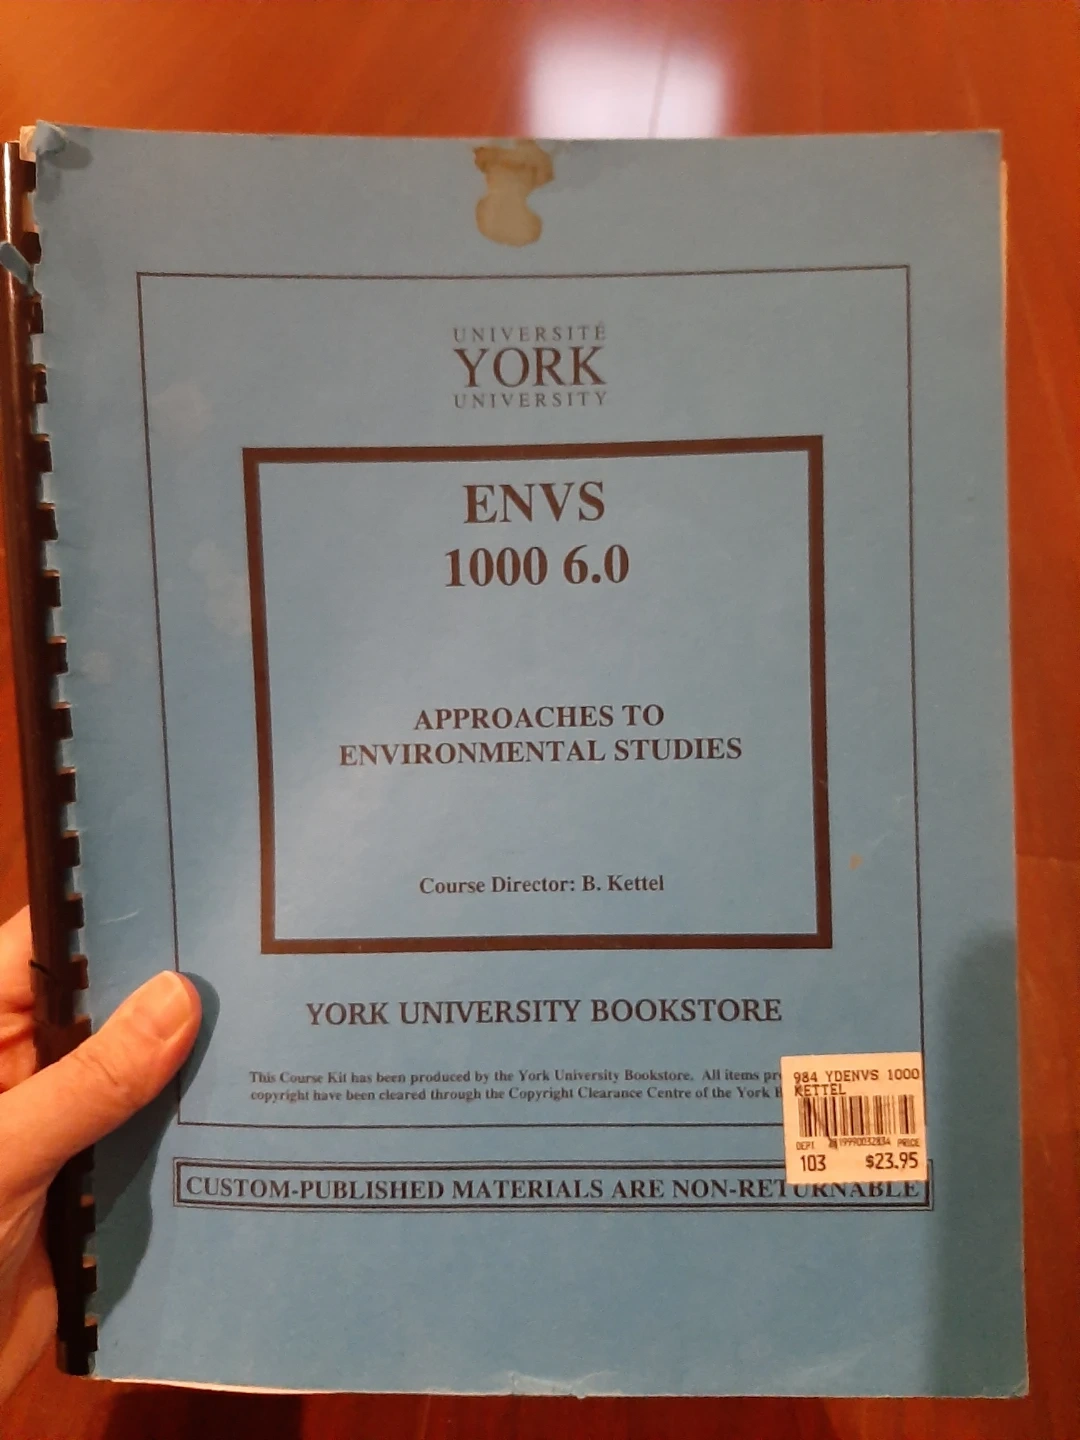 UNIVERSITÉ
YORK
UNIVERSITY
ENVS
1000 6.0
APPROACHES TO
ENVIRONMENTAL STUDIES
Course Director: B. Kettel
YORK UNIVERSITY BOOKSTORE
This Course Kit has been produced by the York University Bookstore. All items
copyright have been cleared through the Copyright Clearance Centre of the York
984 YDENVS 1000
KETTEL
DEPT PRICE
103 $23.95
CUSTOM-PUBLISHED MATERIALS ARE NON-RETURNABLE